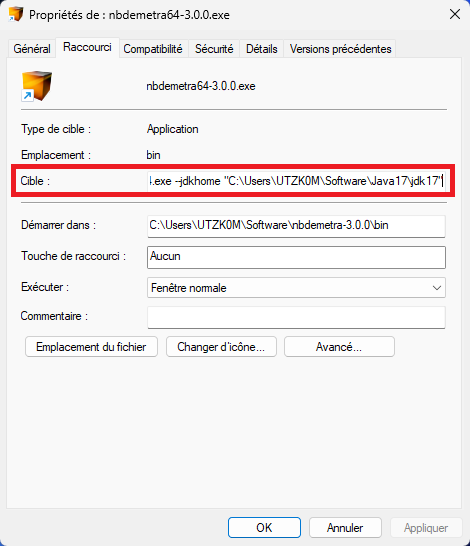 Propriétés de : nbdemetra64-3.0.0.exe
Général Raccourci Compatibilité Sécurité Détails Versions précédentes
nbdemetra64-3.0.0.exe
Type de cible : Application
Emplacement : bin
Cible : 4.exe --jdkhome "C:\Users\UTZK0M\Software\Java17\jdk17"
Démarrer dans : C:\Users\UTZK0M\Software\nbdemetra-3.0.0\bin
Touche de raccourci : Aucun
Exécuter : Fenêtre normale
Commentaire :
Emplacement du fichier Changer d'icône... Avancé...
OK Annuler Appliquer